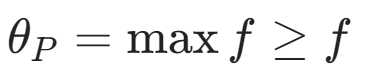 θ_P = max f ≥ f